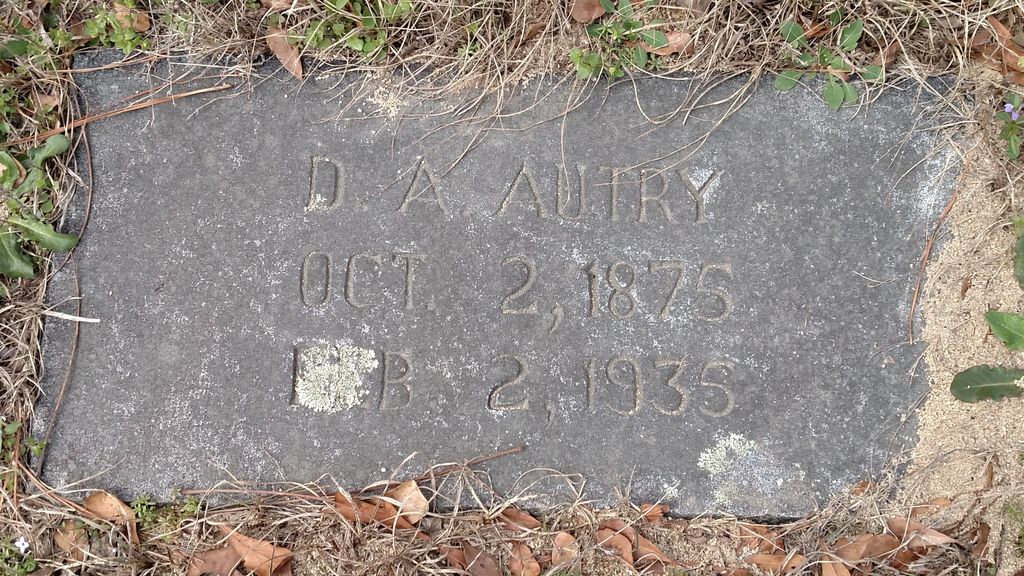 D. A. AUTRY
OCT. 2, 1875
FEB. 2, 1935